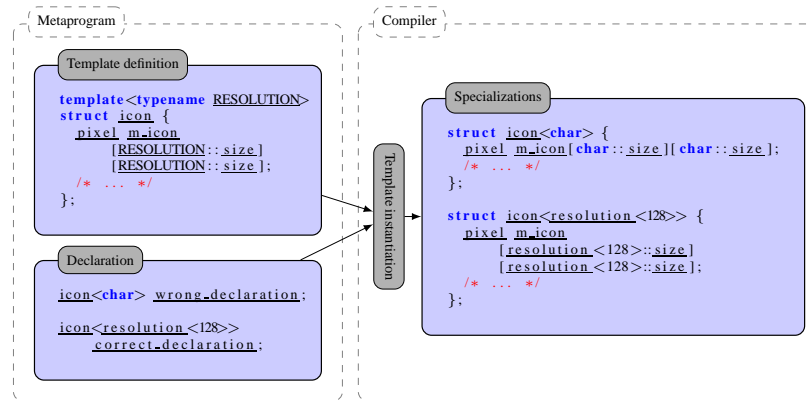 Metaprogram
Template definition
template<typename RESOLUTION>
struct icon {
pixel m_icon
[RESOLUTION::size]
[RESOLUTION::size];
/* ... */
};
Declaration
icon<char> wrong_declaration;
icon<resolution<128>>
correct_declaration;
Template instantiation
Compiler
Specializations
struct icon<char> {
pixel m_icon[char::size][char::size];
/* ... */
};
struct icon<resolution<128>> {
pixel m_icon
[resolution<128>::size]
[resolution<128>::size];
/* ... */
};